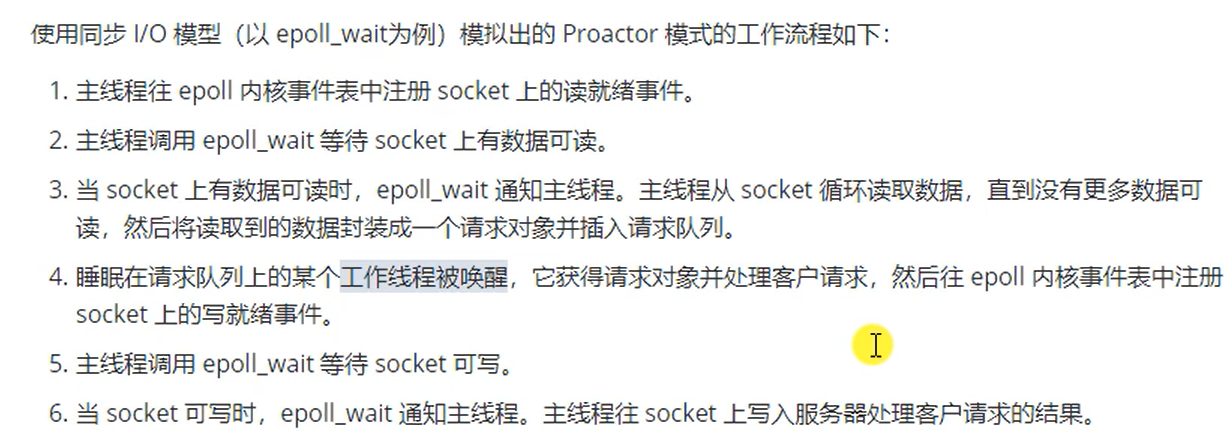 使用同步 I/O 模型（以 epoll_wait为例）模拟出的 Proactor 模式的工作流程如下：
1. 主线程往 epoll 内核事件表中注册 socket 上的读就绪事件。
2. 主线程调用 epoll_wait 等待 socket 上有数据可读。
3. 当 socket 上有数据可读时，epoll_wait 通知主线程。主线程从 socket 循环读取数据，直到没有更多数据可
读，然后将读取到的数据封装成一个请求对象并插入请求队列。
4. 睡眠在请求队列上的某个工作线程被唤醒，它获得请求对象并处理客户请求，然后往 epoll 内核事件表中注册
socket 上的写就绪事件。
5. 主线程调用 epoll_wait 等待 socket 可写。
6. 当 socket 可写时，epoll_wait 通知主线程。主线程往 socket 上写入服务器处理客户请求的结果。